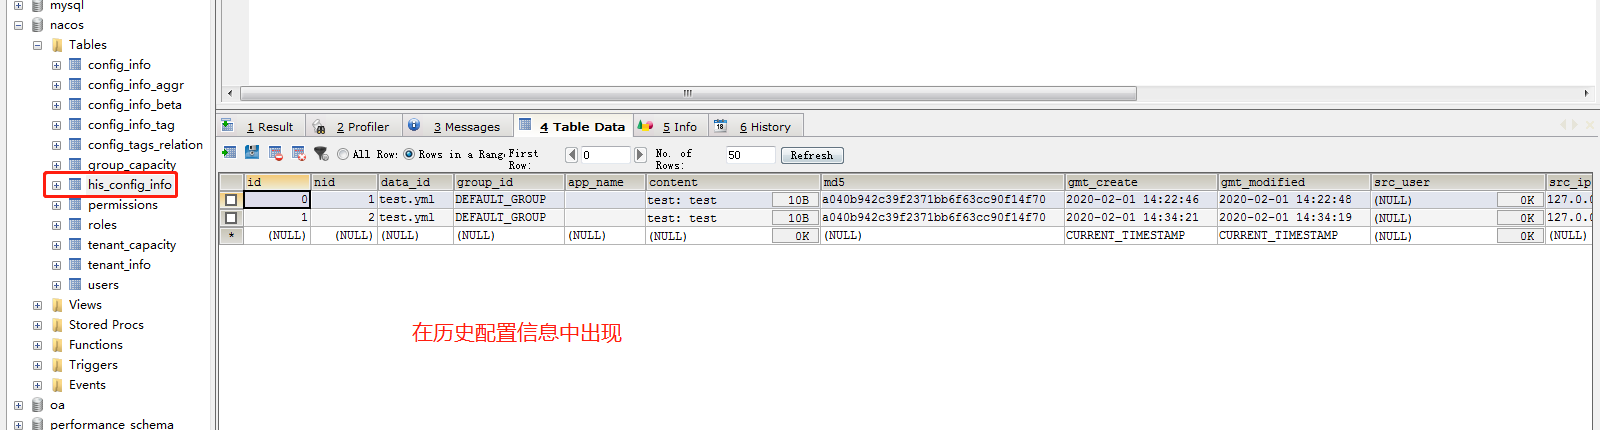 mysql
nacos
Tables
config_info
config_info_aggr
config_info_beta
config_info_tag
config_tags_relation
group_capacity
his_config_info
permissions
roles
tenant_capacity
tenant_info
users
Views
Stored Procs
Functions
Triggers
Events
oa
performance_schema
1 Result 2 Profiler 3 Messages 4 Table Data 5 Info 6 History
All Row: Rows in a Rang First Row: 0 No. of Rows: 50 Refresh
id nid data_id group_id app_name content md5 gmt_create gmt_modified src_user src_ip
0 1 test.yml DEFAULT_GROUP test: test 10B a040b942c39f2371bb6f63cc90f14f70 2020-02-01 14:22:46 2020-02-01 14:22:48 (NULL) 0K 127.0.0
1 2 test.yml DEFAULT_GROUP test: test 10B a040b942c39f2371bb6f63cc90f14f70 2020-02-01 14:34:21 2020-02-01 14:34:19 (NULL) 0K 127.0.0
* (NULL) (NULL) (NULL) (NULL) (NULL) (NULL) 0K (NULL) CURRENT_TIMESTAMP CURRENT_TIMESTAMP (NULL) 0K (NULL)
在历史配置信息中出现